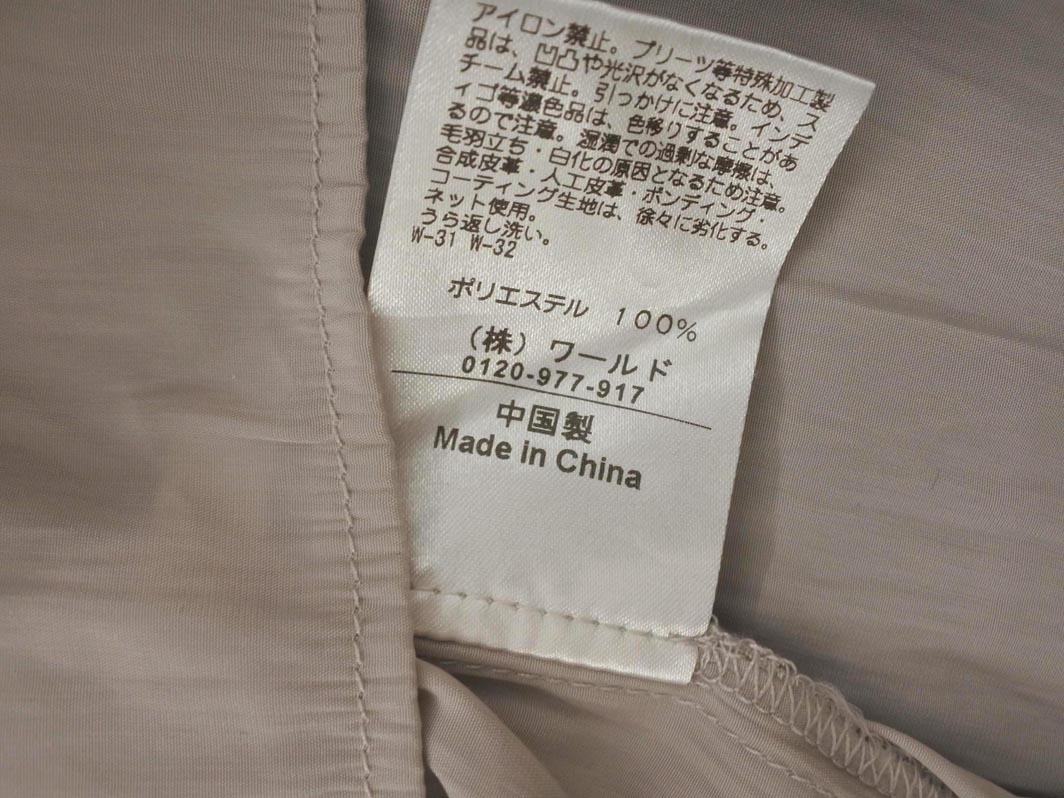 アイロン禁止。プリーツ等特殊加工製
品は、凹凸や光沢がなくなるため、ス
チーム禁止。引っかけに注意。インデ
ィゴ等濃色品は、色移りすることがあ
るので注意。湿潤での過剰な摩擦は、
毛羽立ち・白化の原因となるため注意。
合成皮革・人工皮革・ボンディング・
コーティング生地は、徐々に劣化する。
ネット使用。
うら返し洗い。
W-31 W-32
ポリエステル 100%
(株) ワールド
0120-977-917
中国製
Made in China